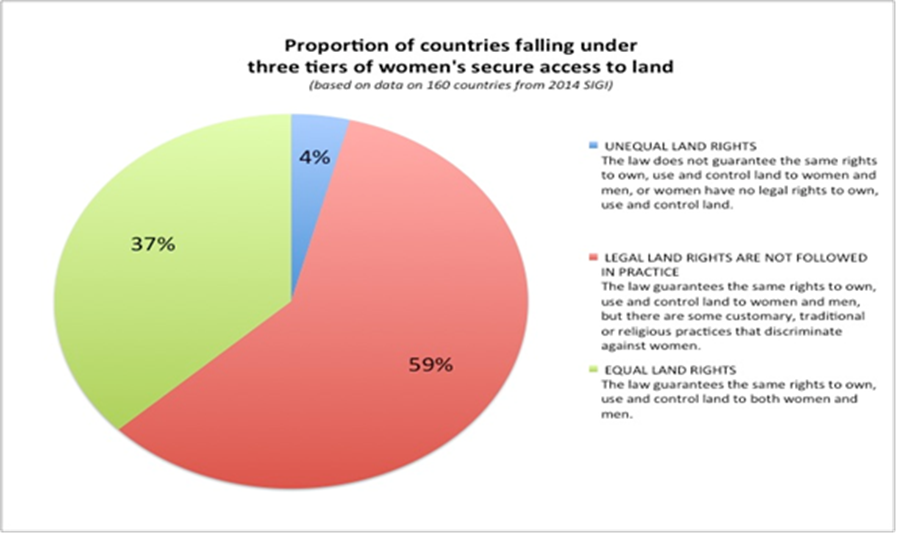 Proportion of countries falling under
three tiers of women's secure access to land
(based on data on 160 countries from 2014 SIGI)
4%
37%
59%
UNEQUAL LAND RIGHTS
The law does not guarantee the same rights
to own, use and control land to women and
men, or women have no legal rights to own,
use and control land.
LEGAL LAND RIGHTS ARE NOT FOLLOWED
IN PRACTICE
The law guarantees the same rights to own,
use and control land to women and men,
but there are some customary, traditional
or religious practices that discriminate
against women.
EQUAL LAND RIGHTS
The law guarantees the same rights to own,
use and control land to both women and
men.